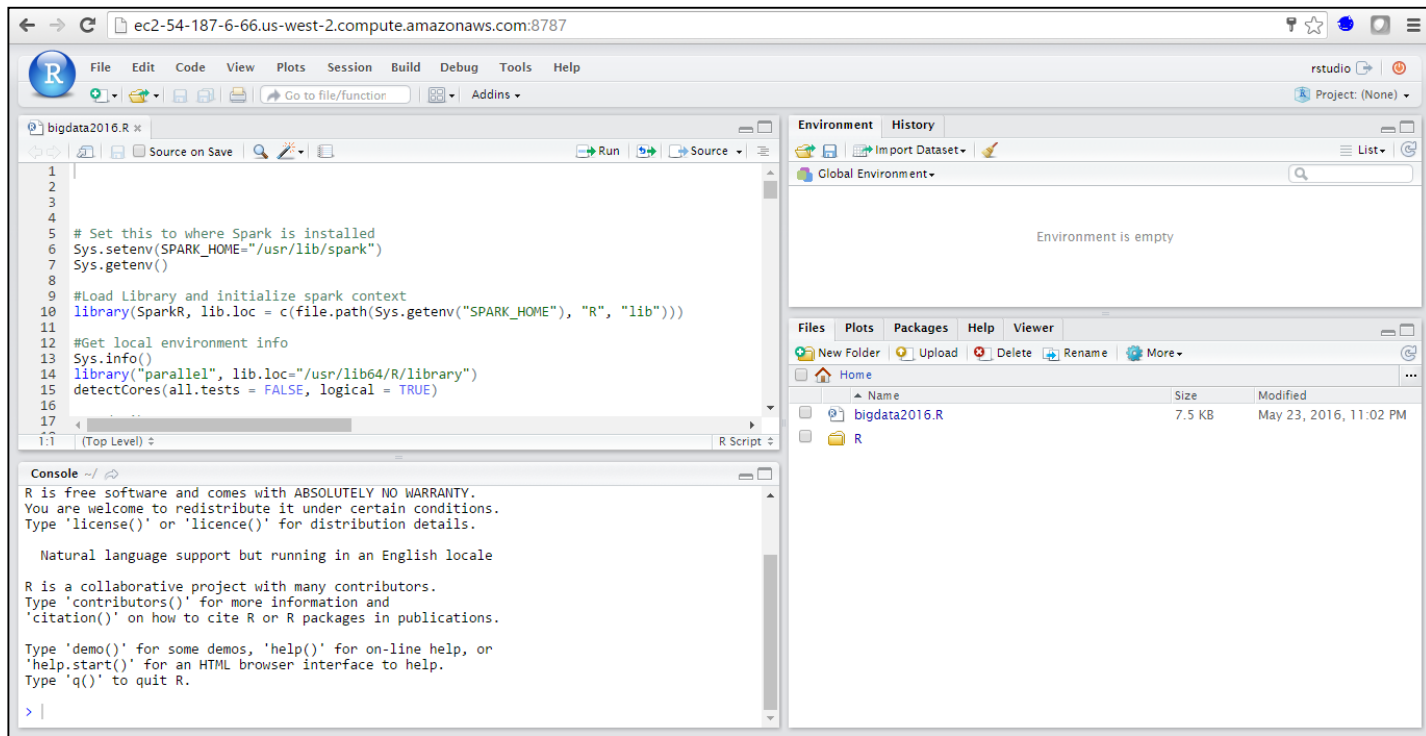 ec2-54-187-6-66.us-west-2.compute.amazonaws.com:8787
R File Edit Code View Plots Session Build Debug Tools Help rstudio
Go to file/function Addins Project: (None)
bigdata2016.R
Source on Save Run Source
1
2
3
4
5 # Set this to where Spark is installed
6 Sys.setenv(SPARK_HOME="/usr/lib/spark")
7 Sys.getenv()
8
9 #Load Library and initialize spark context
10 library(SparkR, lib.loc = c(file.path(Sys.getenv("SPARK_HOME"), "R", "lib")))
11
12 #Get local environment info
13 Sys.info()
14 library("parallel", lib.loc="/usr/lib64/R/library")
15 detectCores(all.tests = FALSE, logical = TRUE)
16
17
1:1 (Top Level) R Script
Console ~/
R is free software and comes with ABSOLUTELY NO WARRANTY.
You are welcome to redistribute it under certain conditions.
Type 'license()' or 'licence()' for distribution details.
Natural language support but running in an English locale
R is a collaborative project with many contributors.
Type 'contributors()' for more information and
'citation()' on how to cite R or R packages in publications.
Type 'demo()' for some demos, 'help()' for on-line help, or
'help.start()' for an HTML browser interface to help.
Type 'q()' to quit R.
>
Environment History
Import Dataset List
Global Environment
Environment is empty
Files Plots Packages Help Viewer
New Folder Upload Delete Rename More
Home ...
Name Size Modified
bigdata2016.R 7.5 KB May 23, 2016, 11:02 PM
R